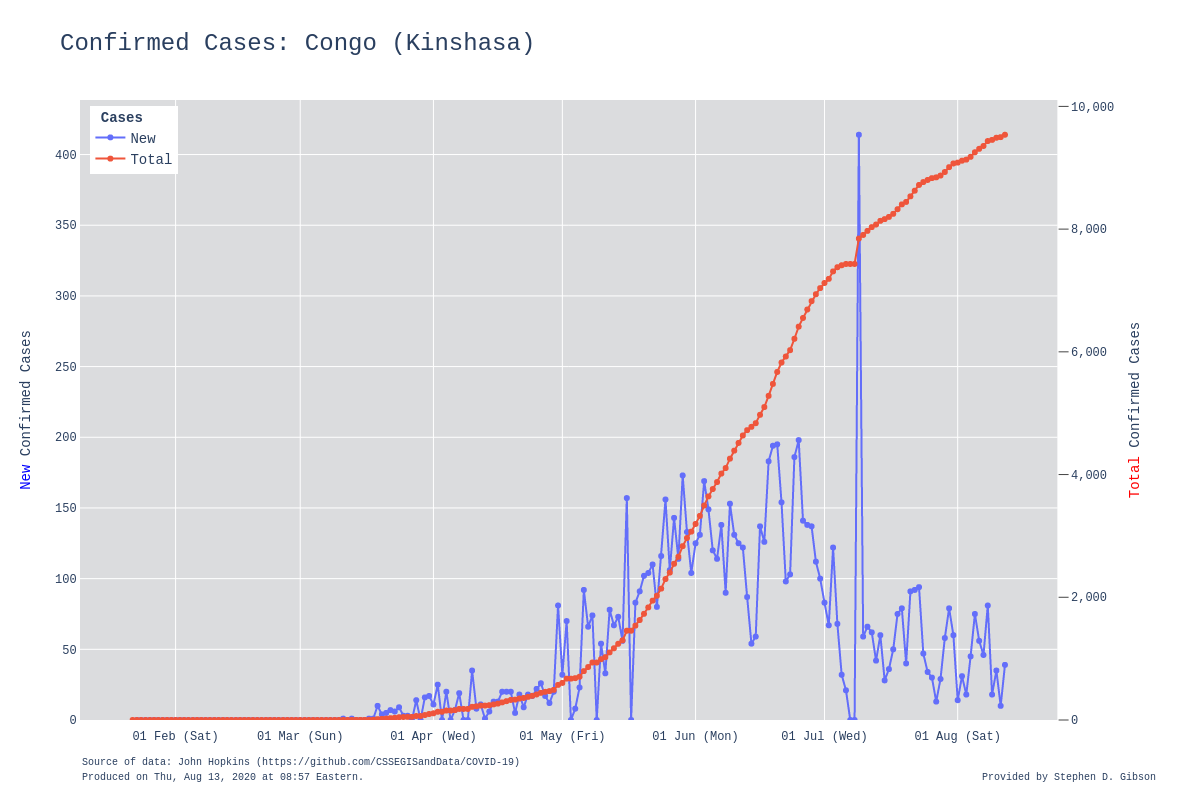 Confirmed Cases: Congo (Kinshasa)
Cases
New
Total
400
350
300
250
200
150
100
50
0
10,000
8,000
6,000
4,000
2,000
0
New Confirmed Cases
Total Confirmed Cases
01 Feb (Sat)
01 Mar (Sun)
01 Apr (Wed)
01 May (Fri)
01 Jun (Mon)
01 Jul (Wed)
01 Aug (Sat)
Source of data: John Hopkins (https://github.com/CSSEGISandData/COVID-19)
Produced on Thu, Aug 13, 2020 at 08:57 Eastern.
Provided by Stephen D. Gibson